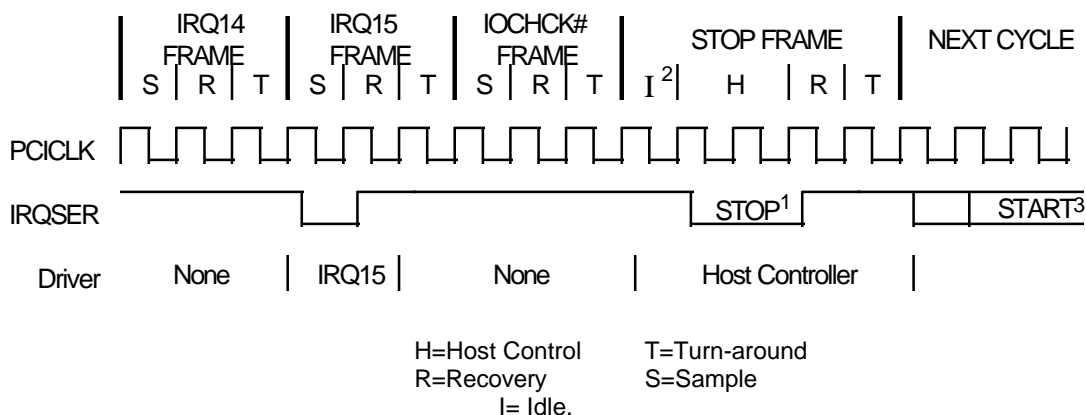 IRQ14 FRAME
IRQ15 FRAME
IOCHCK# FRAME
STOP FRAME
NEXT CYCLE
S R T S R T S R T I 2 H R T
PCICLK
IRQSER STOP1 START3
Driver None IRQ15 None Host Controller
H=Host Control T=Turn-around
R=Recovery S=Sample
I= Idle.